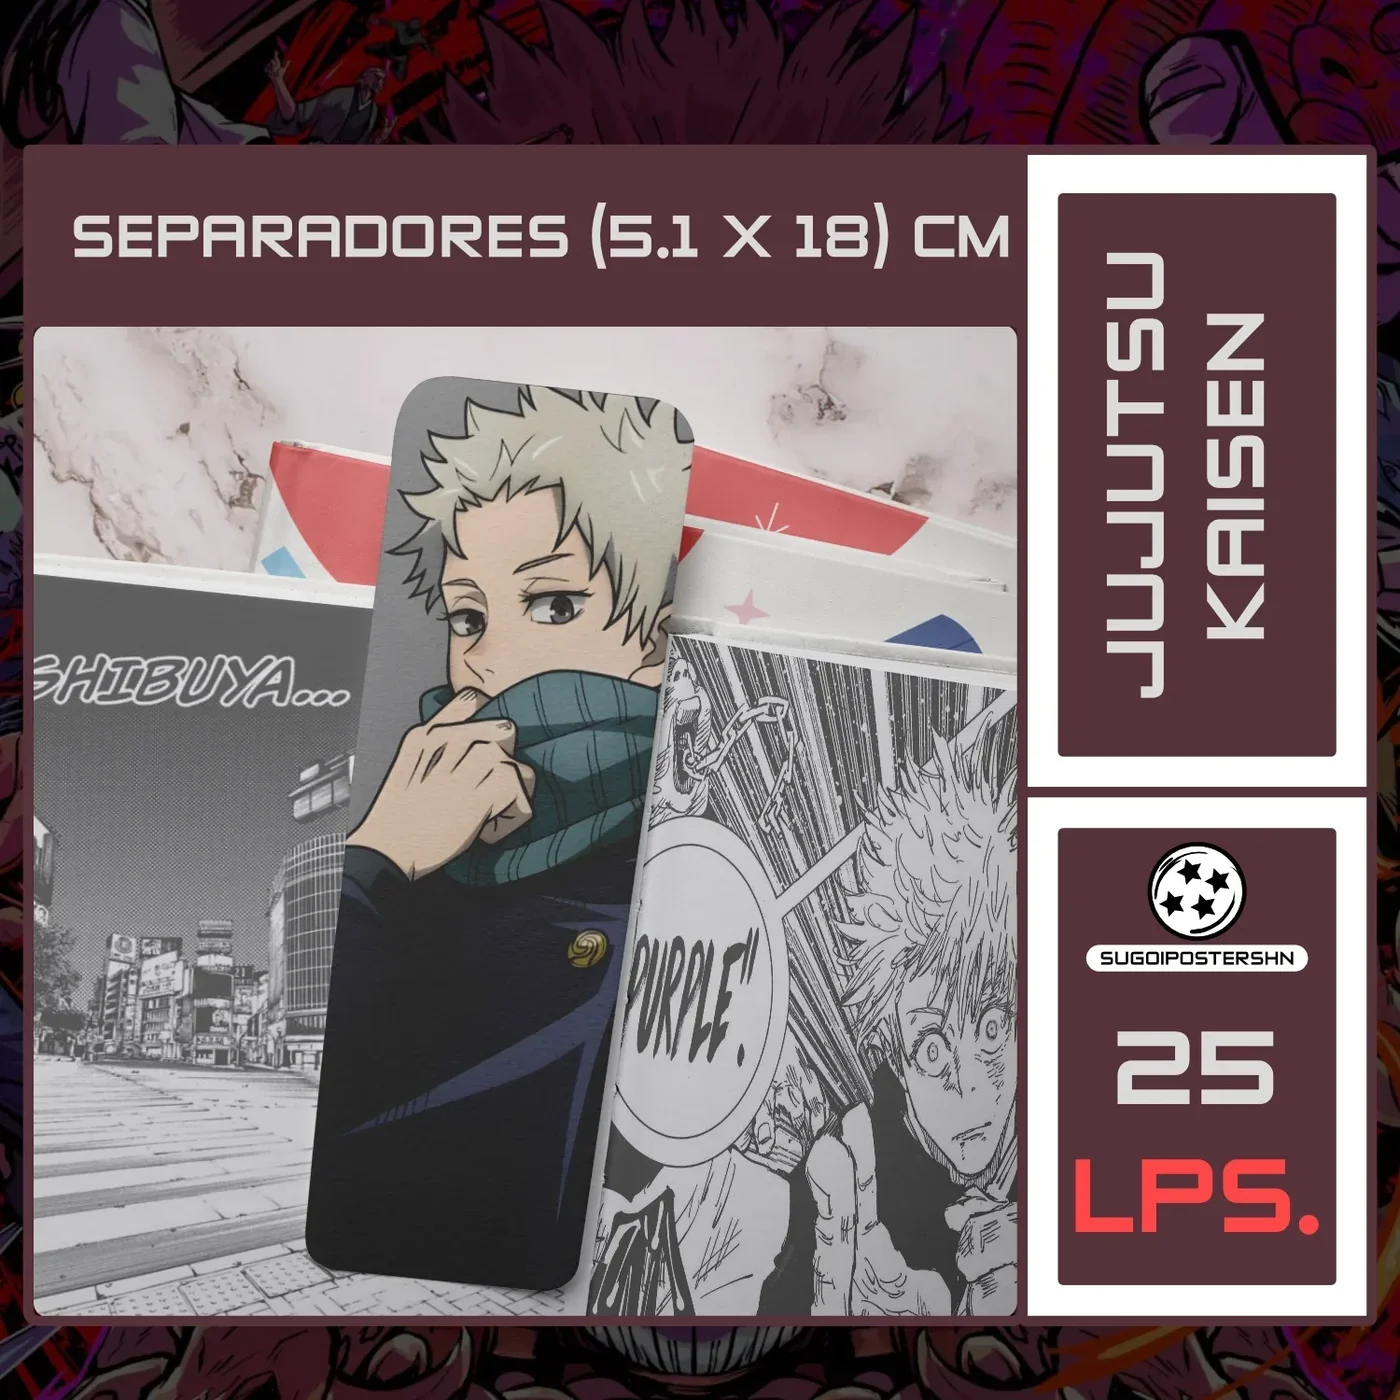 SEPARADORES (5.1 X 18) CM
JUJUTSU
KAISEN
SHIBUYA...
PURPLE".
SUGOIPOSTERSHN
25
LPS.